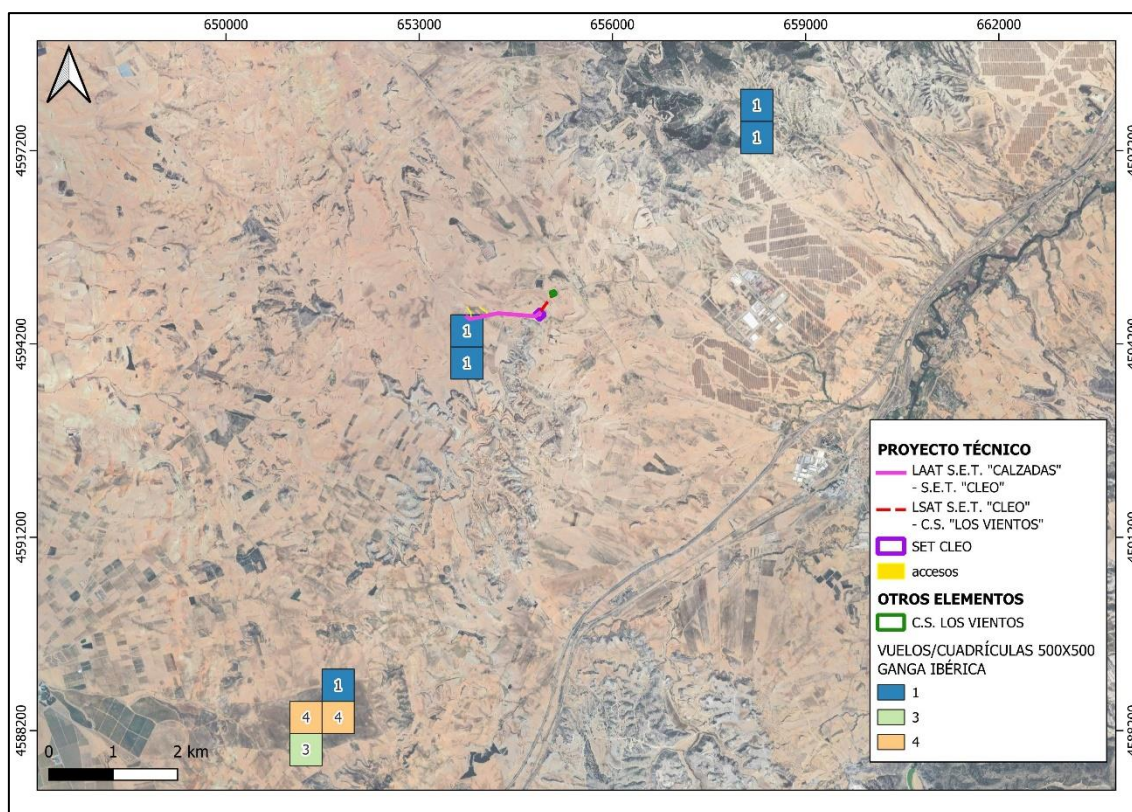 650000 653000 656000 659000 662000
1
4597200 1 4597200
4594200 1 4594200
1
4591200 4591200
1
4 4
4588200 4588200
3
0 1 2 km
PROYECTO TÉCNICO
LAAT S.E.T. "CALZADAS"
- S.E.T. "CLEO"
LSAT S.E.T. "CLEO"
- C.S. "LOS VIENTOS"
SET CLEO
accesos
OTROS ELEMENTOS
C.S. LOS VIENTOS
VUELOS/CUADRÍCULAS 500X500
GANGA IBÉRICA
1
3
4